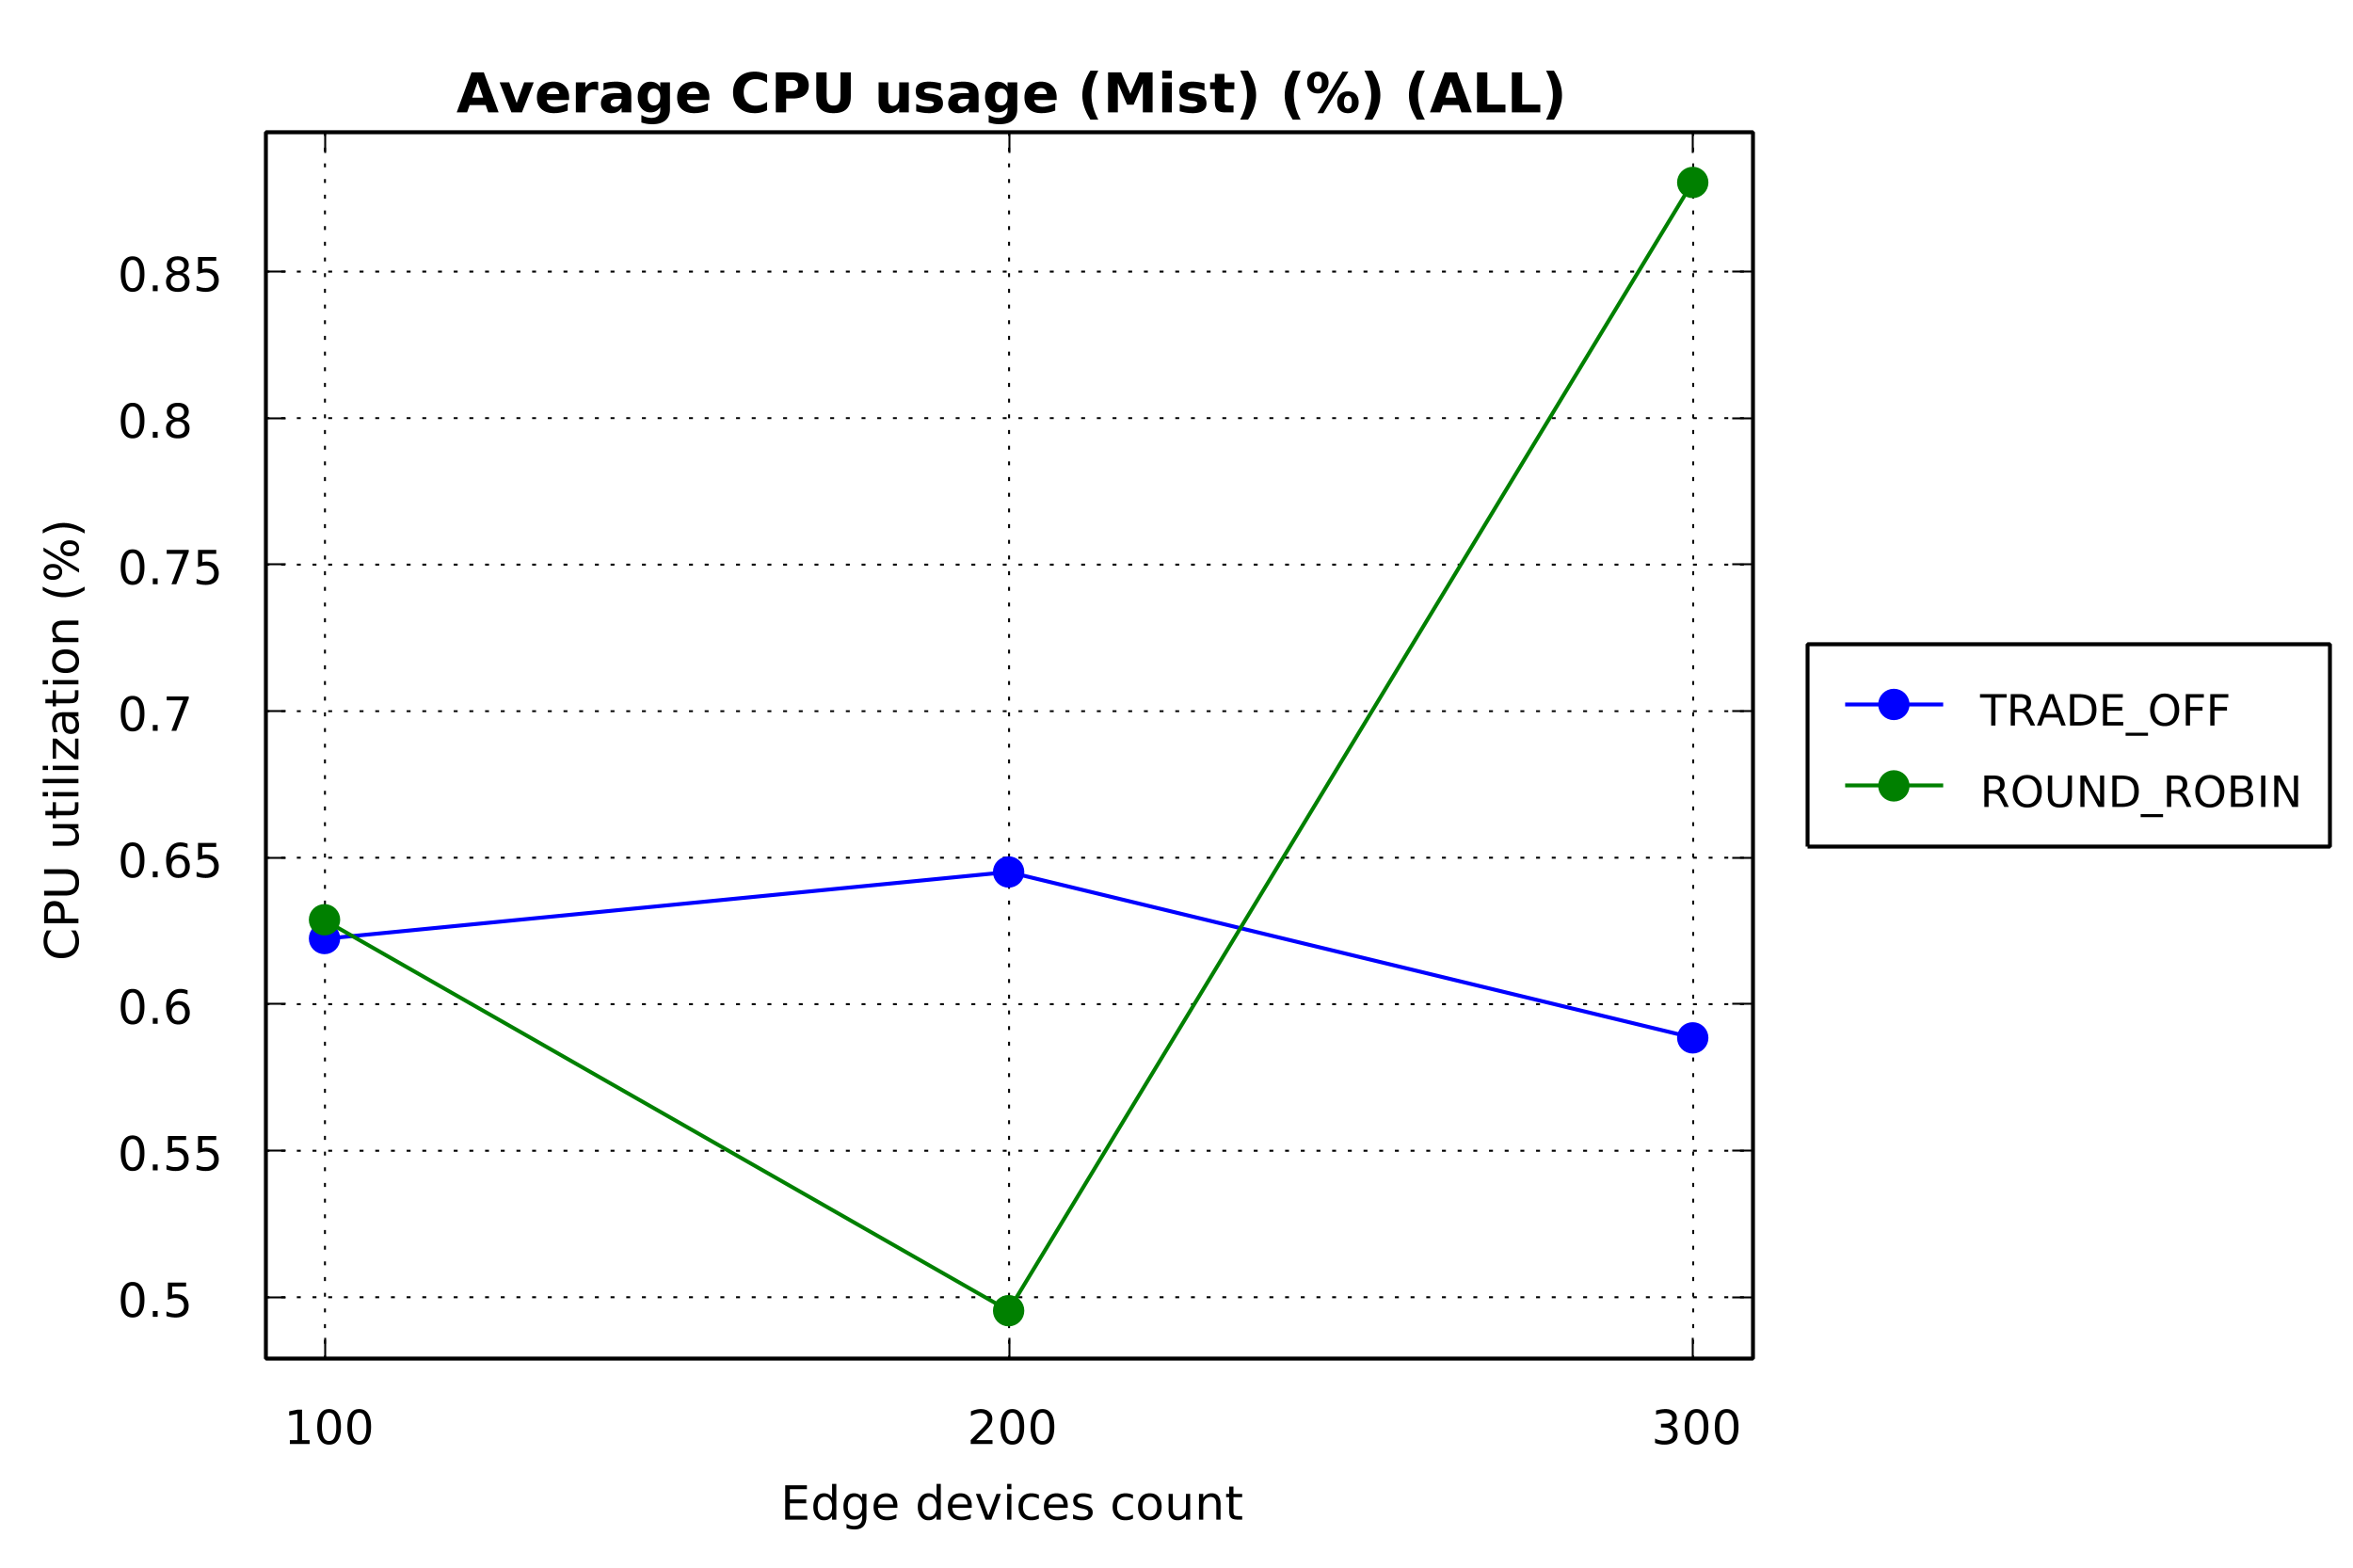 Average CPU usage (Mist) (%) (ALL)
CPU utilization (%)
0.85
0.8
0.75
0.7
0.65
0.6
0.55
0.5
100
200
300
Edge devices count
TRADE_OFF
ROUND_ROBIN